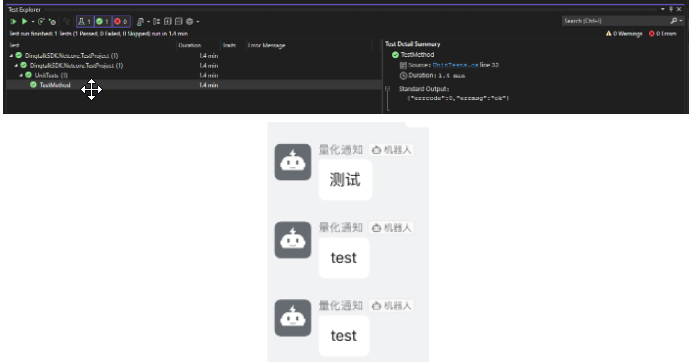 Test Explorer
1 1 0
Search (Ctrl+I)
Test run finished: 1 Tests (1 Passed, 0 Failed, 0 Skipped) run in 1.4 min
0 Warnings 0 Errors
Test Duration Traits Error Message
DingtalkSDK.Netcore.TestProject (1) 1.4 min
DingtalkSDK.Netcore.TestProject (1) 1.4 min
UnitTests (1) 1.4 min
TestMethod 1.4 min
Test Detail Summary
TestMethod
Source: UnitTests.cs line 22
Duration: 1.4 min
Standard Output:
{"errcode":0,"errmsg":"ok"}
量化通知 机器人
测试
量化通知 机器人
test
量化通知 机器人
test